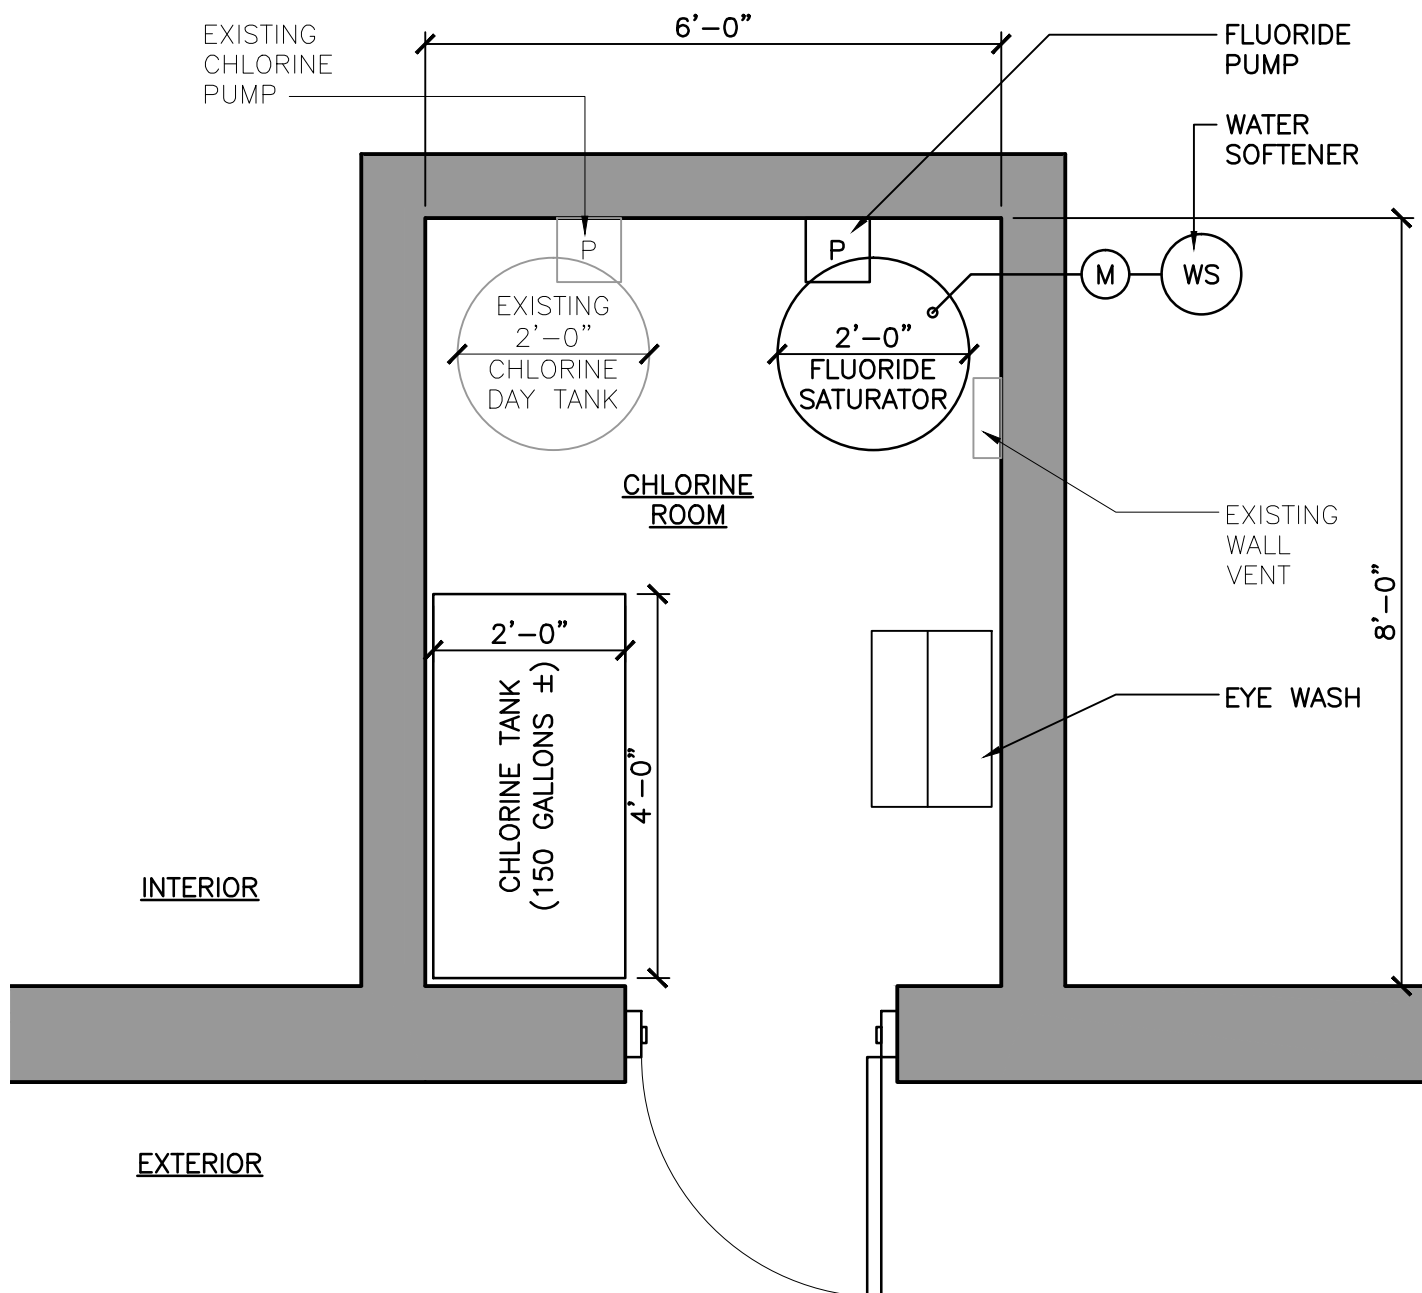 6'-0"
EXISTING
CHLORINE
PUMP
FLUORIDE
PUMP
WATER
SOFTENER
P
P
M
WS
EXISTING
2'-0"
CHLORINE
DAY TANK
2'-0"
FLUORIDE
SATURATOR
CHLORINE
ROOM
EXISTING
WALL
VENT
8'-0"
2'-0"
CHLORINE TANK
(150 GALLONS ±)
4'-0"
EYE WASH
INTERIOR
EXTERIOR